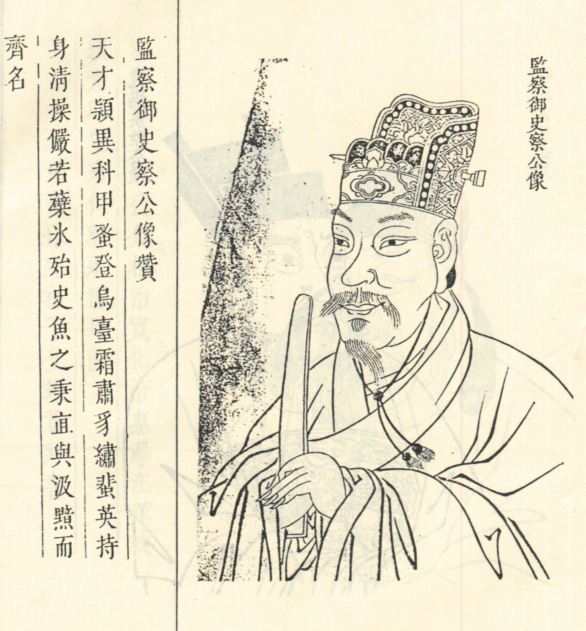 監察御史察公像
監察御史察公像贊
天才頴異科甲蚤登烏臺霜肅豸繡蜚英持
身淸操儼若蘗氷殆史魚之秉直與汲黯而
齊名